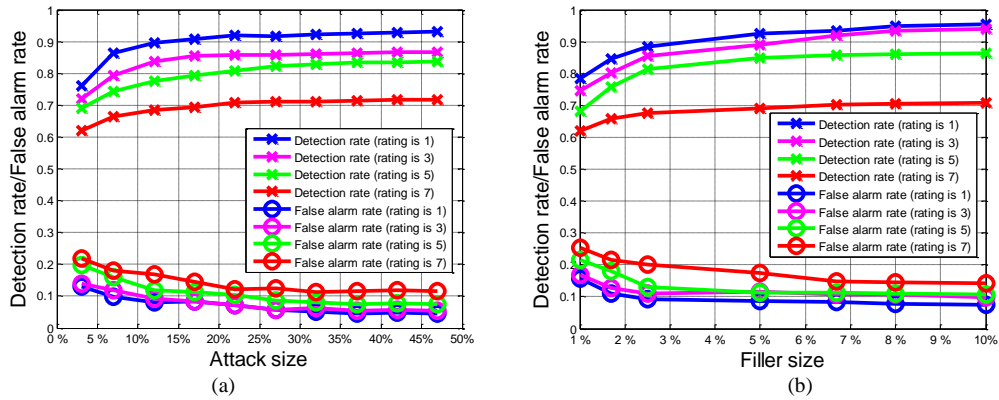 Detection rate/False alarm rate
1
0.9
0.8
0.7
0.6
0.5
0.4
0.3
0.2
0.1
0
Detection rate (rating is 1)
Detection rate (rating is 3)
Detection rate (rating is 5)
Detection rate (rating is 7)
False alarm rate (rating is 1)
False alarm rate (rating is 3)
False alarm rate (rating is 5)
False alarm rate (rating is 7)
0 % 5 % 10% 15% 20% 25% 30% 35% 40% 45% 50%
Attack size
(a)
Detection rate/False alarm rate
1
0.9
0.8
0.7
0.6
0.5
0.4
0.3
0.2
0.1
0
Detection rate (rating is 1)
Detection rate (rating is 3)
Detection rate (rating is 5)
Detection rate (rating is 7)
False alarm rate (rating is 1)
False alarm rate (rating is 3)
False alarm rate (rating is 5)
False alarm rate (rating is 7)
1% 2 % 3 % 4 % 5 % 6 % 7 % 8 % 9 % 10%
Filler size
(b)